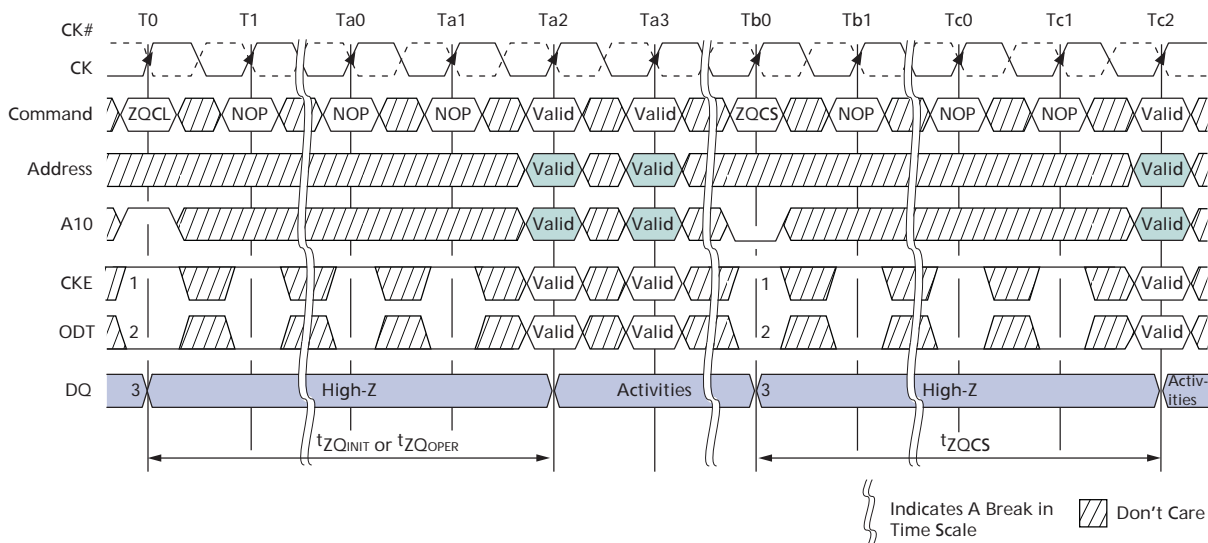 T0 T1 Ta0 Ta1 Ta2 Ta3 Tb0 Tb1 Tc0 Tc1 Tc2
CK#
CK
Command ZQCL NOP NOP NOP Valid Valid ZQCS NOP NOP NOP Valid
Address Valid Valid Valid
A10 Valid Valid Valid
CKE 1 Valid Valid 1 Valid
ODT 2 Valid Valid 2 Valid
DQ 3 High-Z Activities 3 High-Z Activ-
ities
tZQINIT or tZQOPER tZQCS
Indicates A Break in
Time Scale
Don't Care